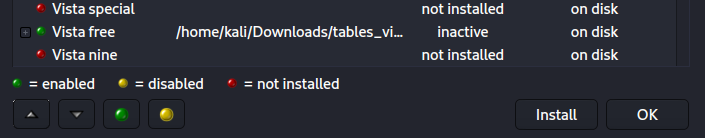 Vista special not installed on disk
Vista free /home/kali/Downloads/tables_vi... inactive on disk
Vista nine not installed on disk
= enabled = disabled = not installed
Install OK